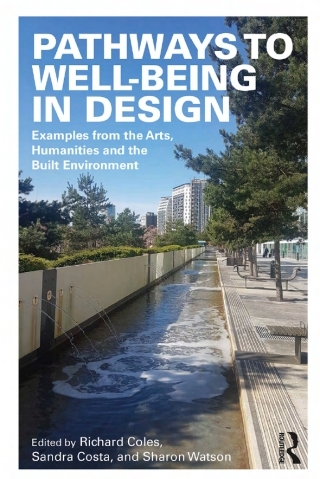 PATHWAYS TO
WELL-BEING
IN DESIGN
Examples from the Arts,
Humanities and the
Built Environment
Edited by Richard Coles,
Sandra Costa, and Sharon Watson
Routledge